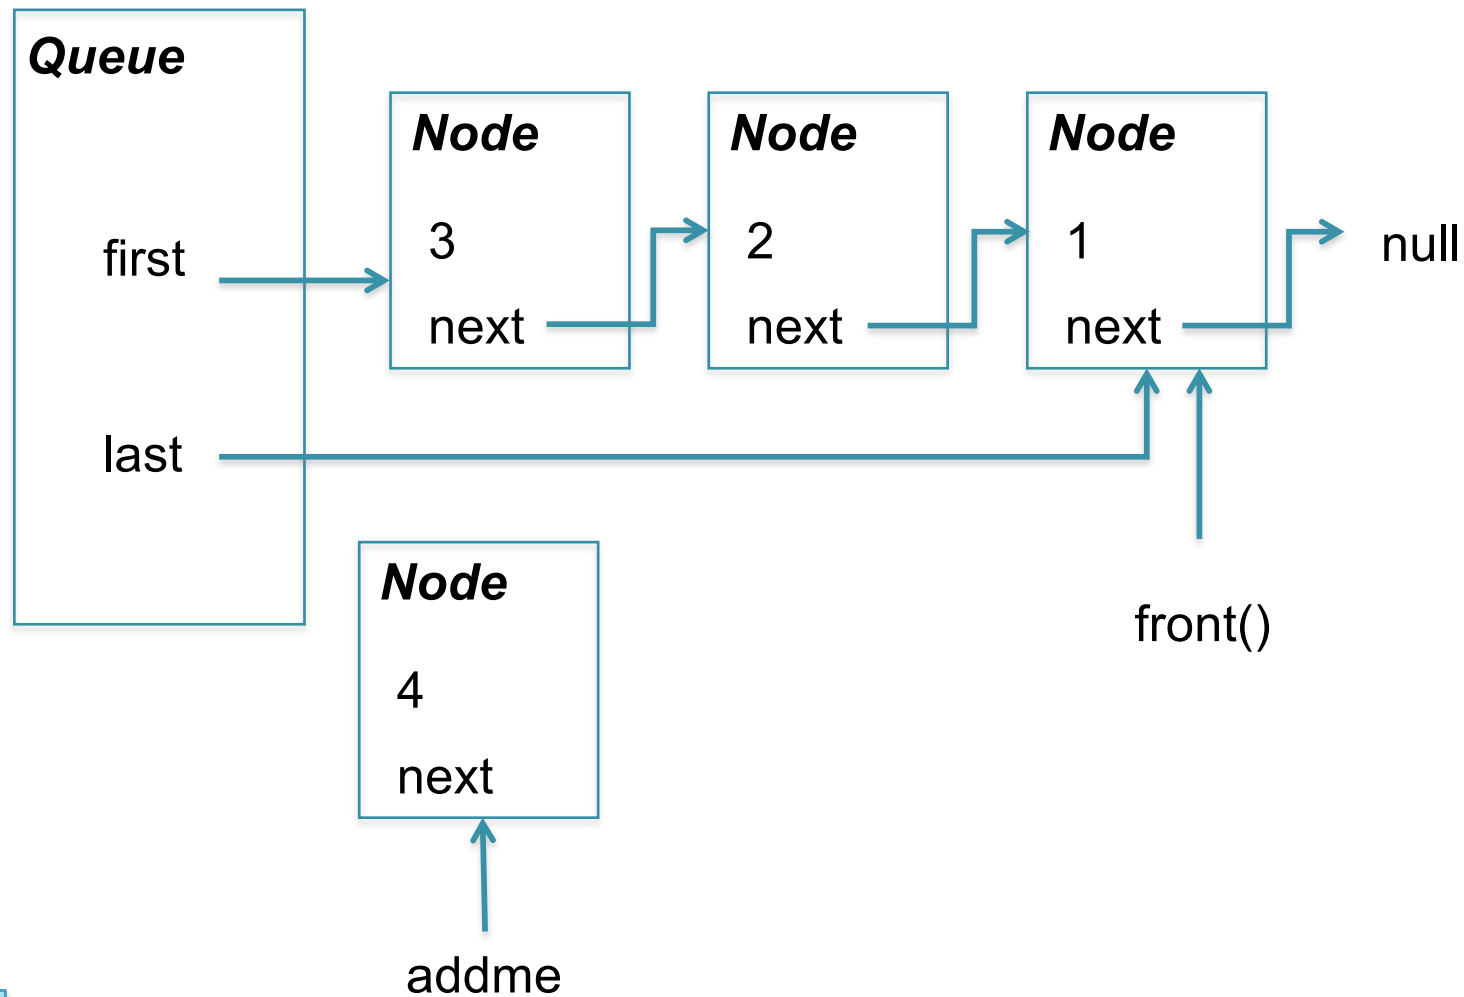 Queue
first
last
Node
3
next
Node
2
next
Node
1
next
null
Node
4
next
addme
front()